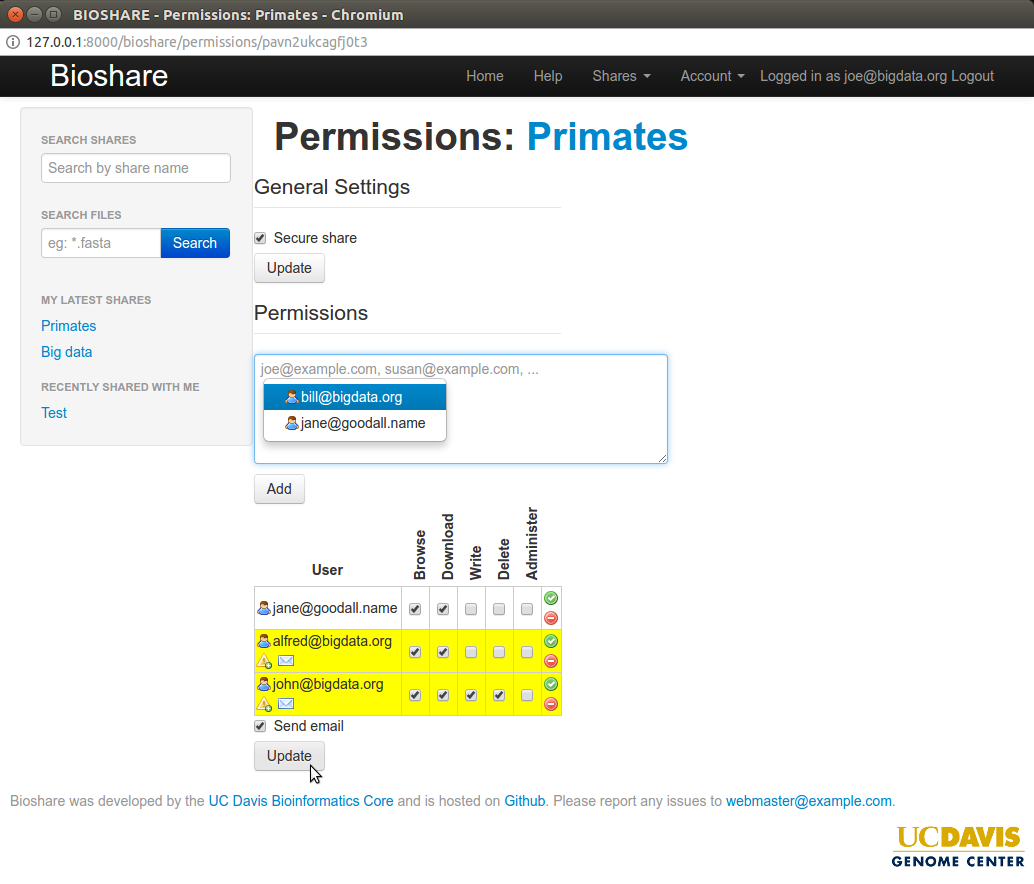 BIOSHARE - Permissions: Primates - Chromium
127.0.0.1:8000/bioshare/permissions/pavn2ukcagfj0t3
Bioshare Home Help Shares Account Logged in as joe@bigdata.org Logout
SEARCH SHARES
Search by share name
SEARCH FILES
eg: *.fasta Search
MY LATEST SHARES
Primates
Big data
RECENTLY SHARED WITH ME
Test
Permissions: Primates
General Settings
Secure share
Update
Permissions
joe@example.com, susan@example.com, ...
bill@bigdata.org
jane@goodall.name
Add
User Browse Download Write Delete Administer
jane@goodall.name
alfred@bigdata.org
john@bigdata.org
Send email
Update
Bioshare was developed by the UC Davis Bioinformatics Core and is hosted on Github. Please report any issues to webmaster@example.com.
UCDAVIS
GENOME CENTER